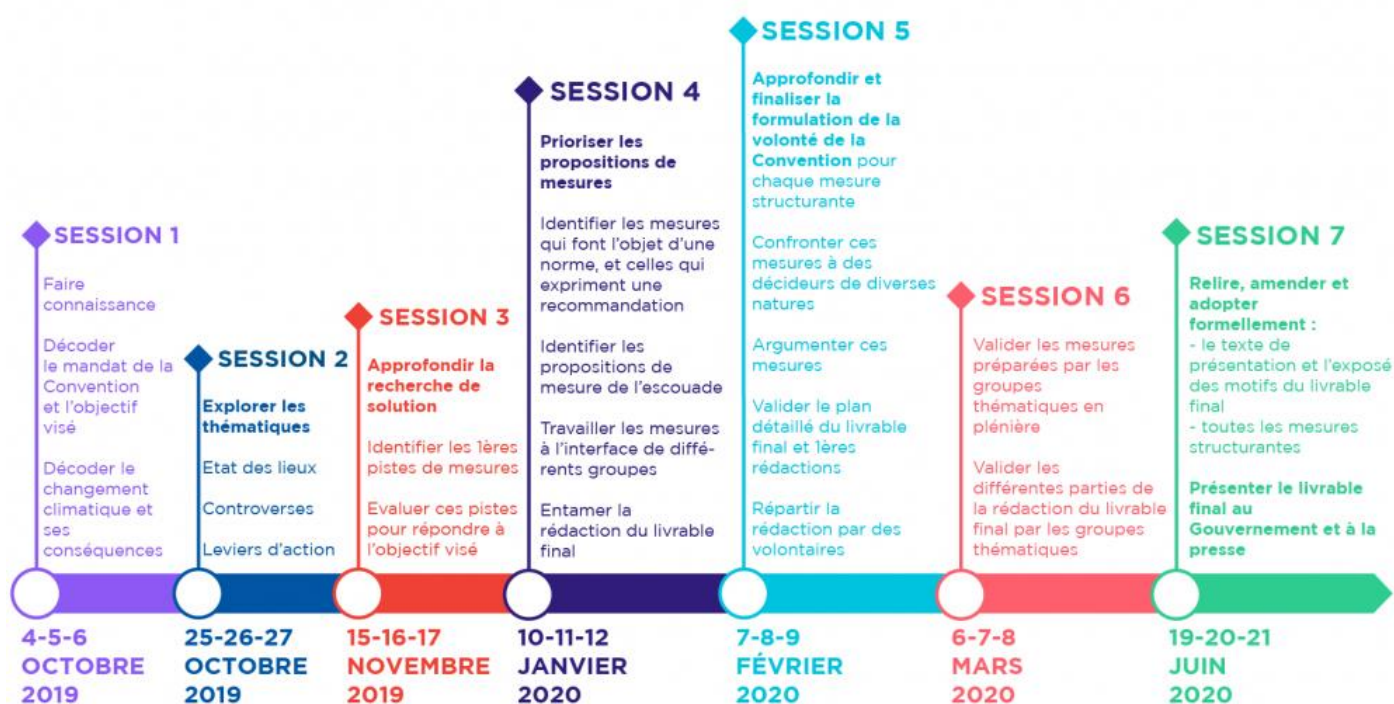 SESSION 1
Faire
connaissance
Décoder
le mandat de la
Convention
et l'objectif
visé
Décoder le
changement
climatique et
ses
conséquences
4-5-6
OCTOBRE
2019
SESSION 2
Explorer les
thématiques
Etat des lieux
Controverses
Leviers d'action
25-26-27
OCTOBRE
2019
SESSION 3
Approfondir la
recherche de
solution
Identifier les 1ères
pistes de mesures
Evaluer ces pistes
pour répondre à
l'objectif visé
15-16-17
NOVEMBRE
2019
SESSION 4
Prioriser les
propositions de
mesures
Identifier les mesures
qui font l'objet d'une
norme, et celles qui
expriment une
recommandation
Identifier les
propositions de
mesure de l'escouade
Travailler les mesures
à l'interface de diffé-
rents groupes
Entamer la
rédaction du livrable
final
10-11-12
JANVIER
2020
SESSION 5
Approfondir et
finaliser la
formulation de la
volonté de la
Convention pour
chaque mesure
structurante
Confronter ces
mesures à des
décideurs de diverses
natures
Argumenter ces
mesures
Valider le plan
détaillé du livrable
final et 1ères
rédactions
Répartir la
rédaction par des
volontaires
7-8-9
FÉVRIER
2020
SESSION 6
Valider les mesures
préparées par les
groupes
thématiques en
plénière
Valider les
différentes parties de
la rédaction du livrable
final par les groupes
thématiques
6-7-8
MARS
2020
SESSION 7
Relire, amender et
adopter
formellement :
- le texte de
présentation et l'exposé
des motifs du livrable
final
- toutes les mesures
structurantes
Présenter le livrable
final au
Gouvernement et à la
presse
19-20-21
JUIN
2020